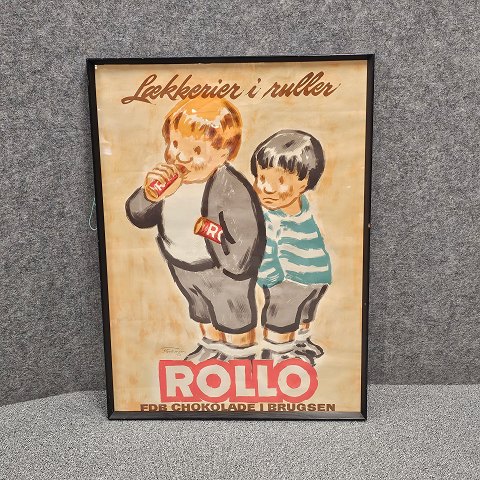 Lækkerier i ruller
R
ROLLO
FDB CHOKOLADE I BRUGSEN